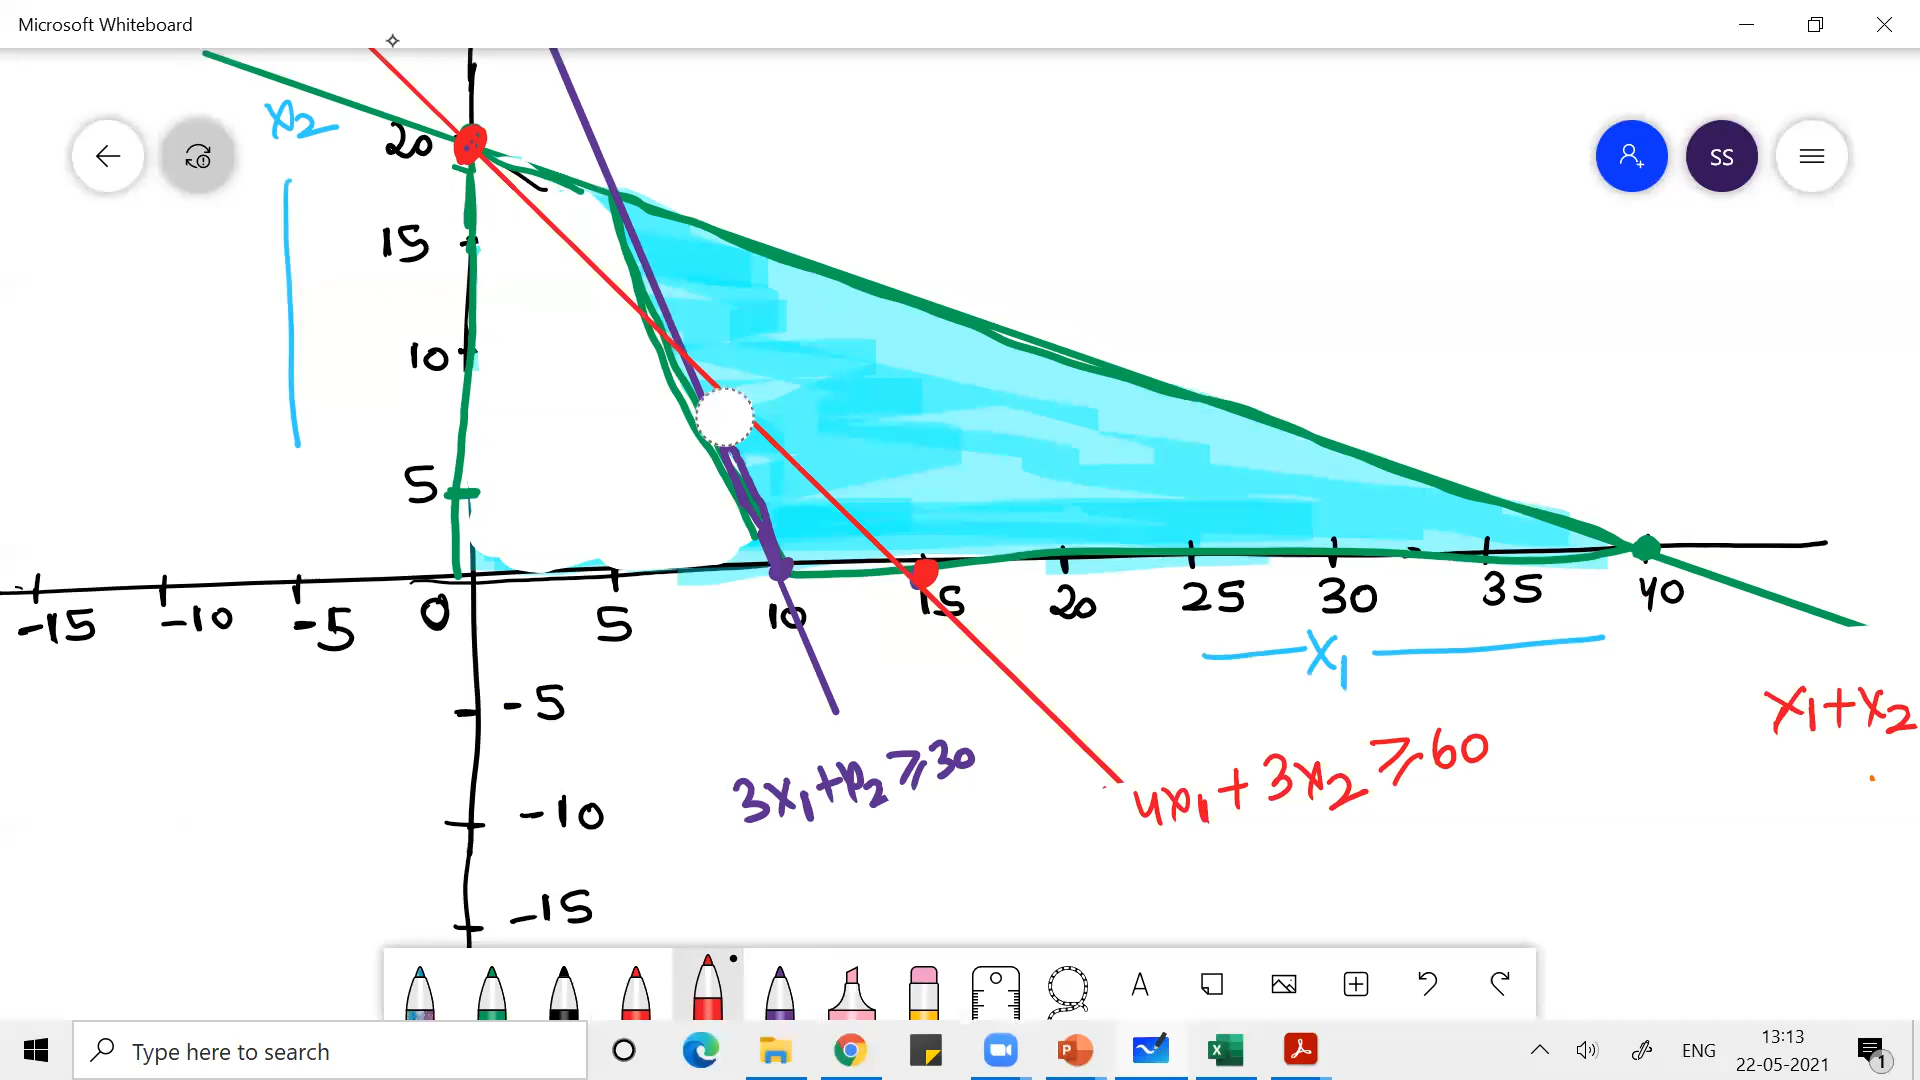 Microsoft Whiteboard
x2
20
SS
15
10
5
-15 -10 -5 0 5 10 15 20 25 30 35 40
x1
-5
x1+x2
3x1+x2 ⩾30
4x1+3x2 ⩾60
-10
-15
A
Type here to search
ENG
13:13
22-05-2021
1